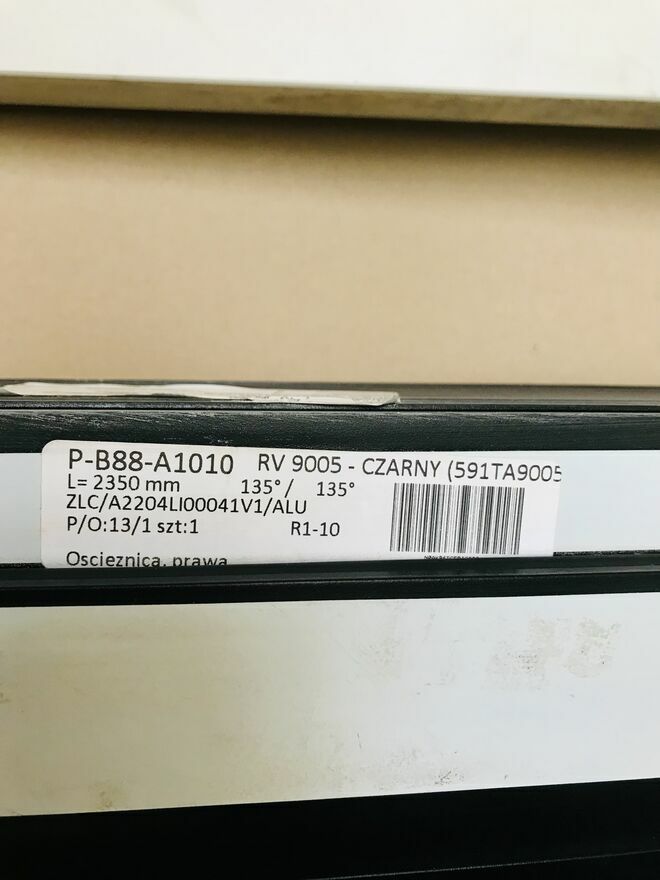 P-B88-A1010 RV 9005 - CZARNY (591TA9005
L= 2350 mm 135°/ 135°
ZLC/A2204LI00041V1/ALU
P/O:13/1 szt:1 R1-10
Oscieznica, prawa